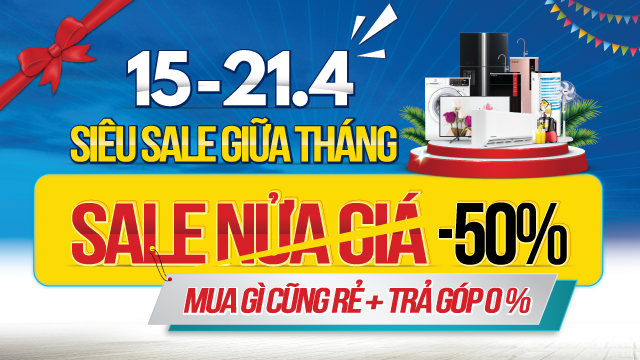 15-21.4
SIÊU SALE GIỮA THÁNG
SALE NỬA GIÁ -50%
MUA GÌ CŨNG RẺ + TRẢ GÓP 0 %